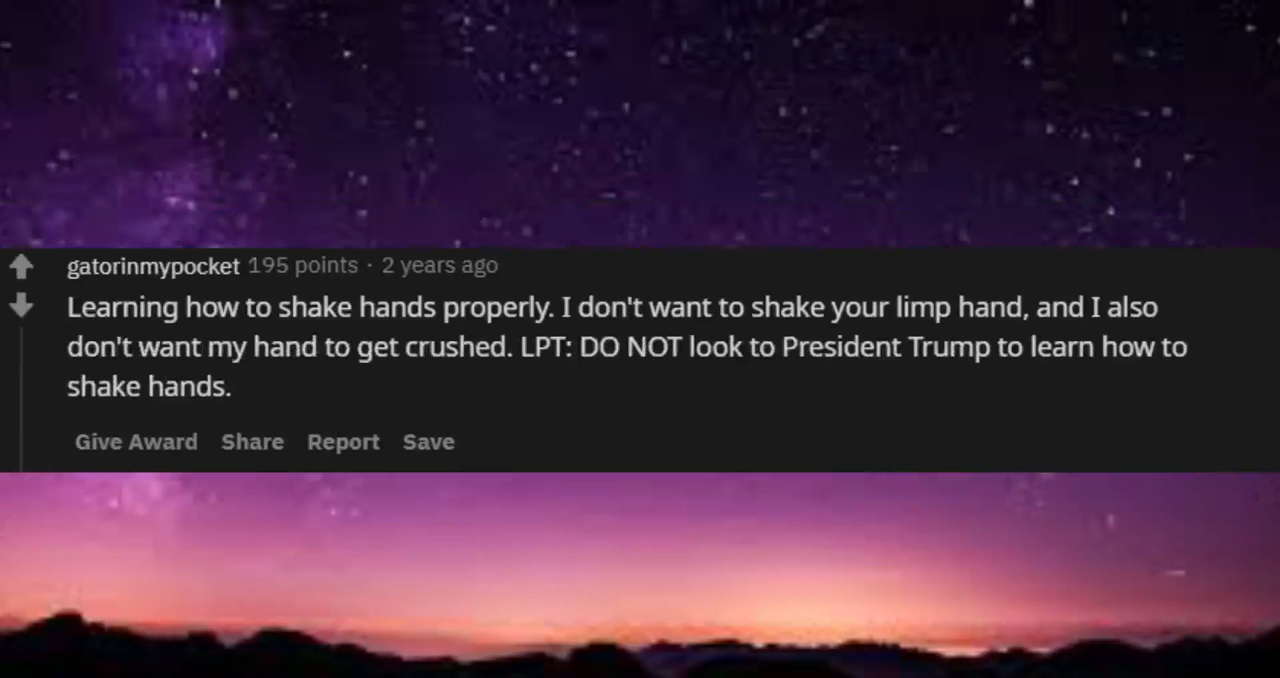 gatorinmypocket 195 points · 2 years ago
Learning how to shake hands properly. I don't want to shake your limp hand, and I also
don't want my hand to get crushed. LPT: DO NOT look to President Trump to learn how to
shake hands.
Give Award Share Report Save